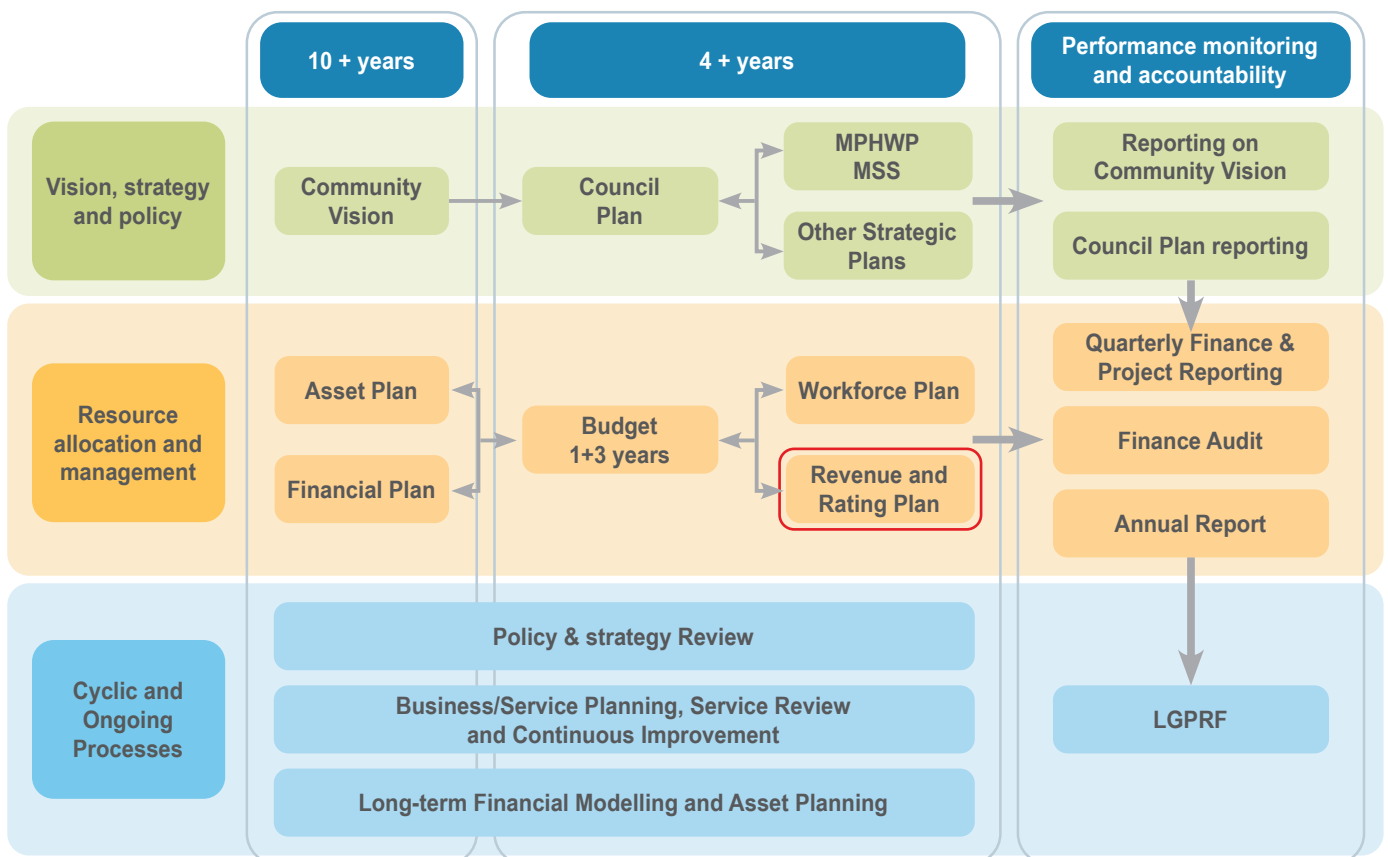 10 + years
4 + years
Performance monitoring
and accountability
Vision, strategy
and policy
Community
Vision
Council
Plan
MPHWP
MSS
Other Strategic
Plans
Reporting on
Community Vision
Council Plan reporting
Resource
allocation and
management
Asset Plan
Financial Plan
Budget
1+3 years
Workforce Plan
Revenue and
Rating Plan
Quarterly Finance &
Project Reporting
Finance Audit
Annual Report
Cyclic and
Ongoing
Processes
Policy & strategy Review
Business/Service Planning, Service Review
and Continuous Improvement
Long-term Financial Modelling and Asset Planning
LGPRF